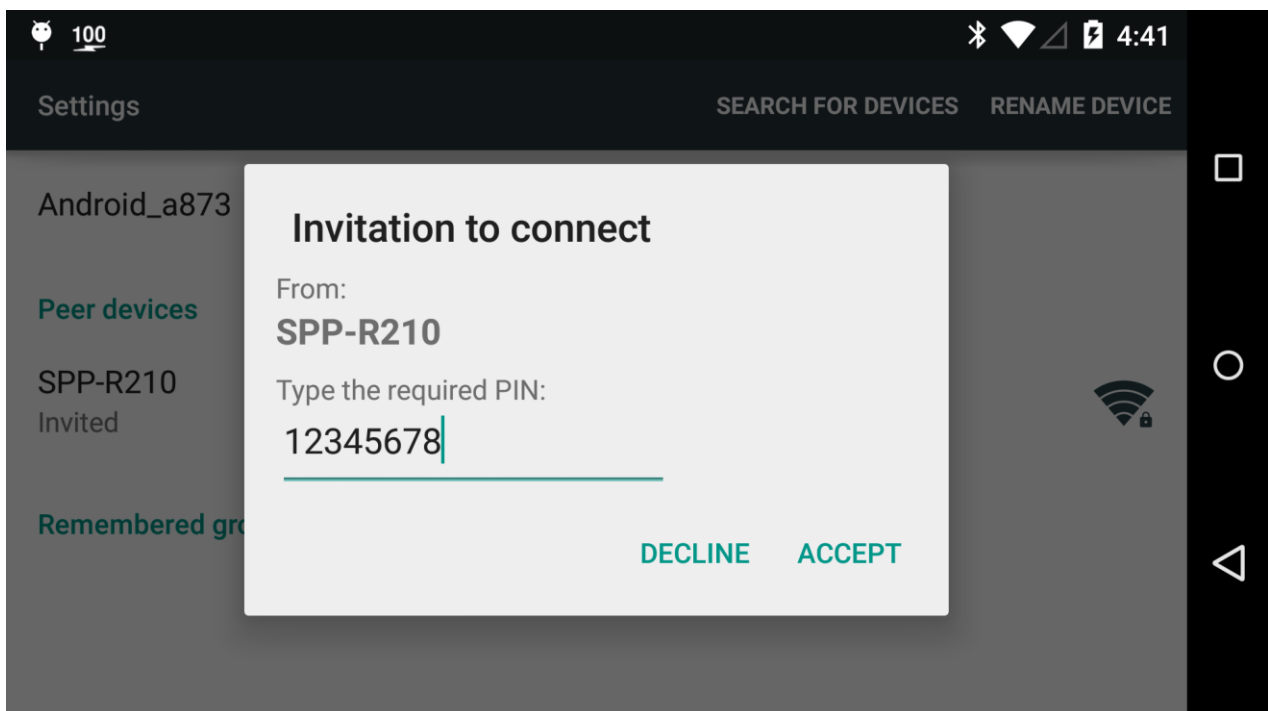 100
4:41
Settings
SEARCH FOR DEVICES
RENAME DEVICE
Android_a873
Peer devices
SPP-R210
Invited
Remembered gro
Invitation to connect
From:
SPP-R210
Type the required PIN:
12345678
DECLINE
ACCEPT